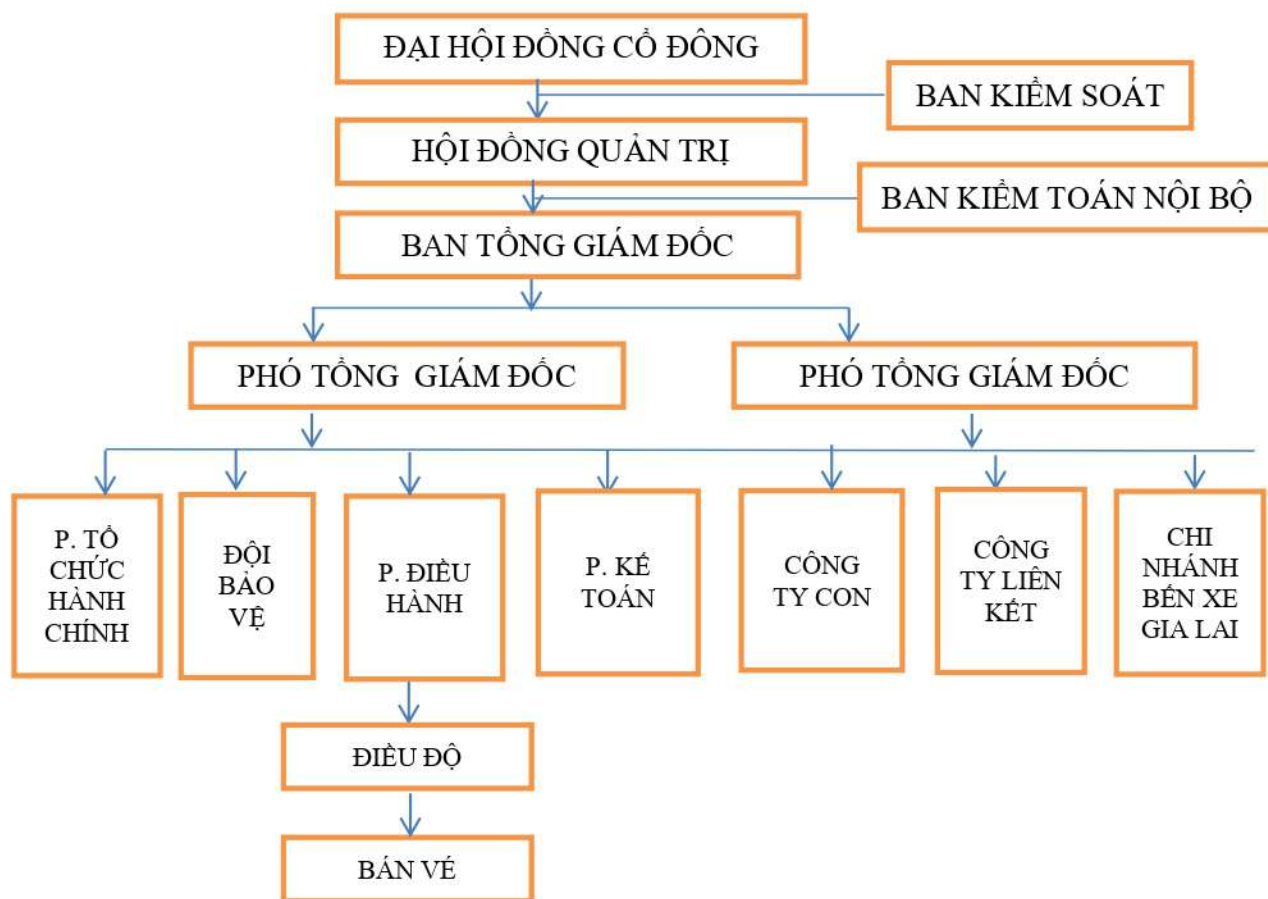 ĐẠI HỘI ĐỒNG CỔ ĐÔNG
BAN KIỂM SOÁT
HỘI ĐỒNG QUẢN TRỊ
BAN KIỂM TOÁN NỘI BỘ
BAN TỔNG GIÁM ĐỐC
PHÓ TỔNG GIÁM ĐỐC
PHÓ TỔNG GIÁM ĐỐC
P. TỔ
CHỨC
HÀNH
CHÍNH
ĐỘI
BẢO
VỆ
P. ĐIỀU
HÀNH
P. KẾ
TOÁN
CÔNG
TY CON
CÔNG
TY LIÊN
KẾT
CHI
NHÁNH
BẾN XE
GIA LAI
ĐIỀU ĐỘ
BÁN VÉ